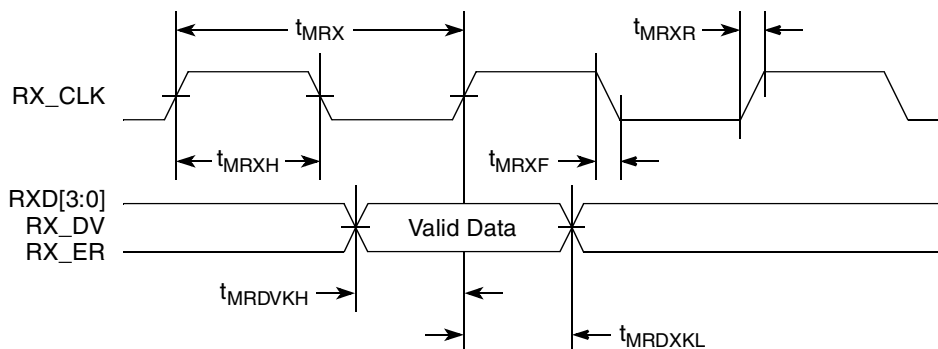 tMRX
tMRXR
RX_CLK
tMRXH
tMRXF
RXD[3:0]
RX_DV
Valid Data
RX_ER
tMRDVKH
tMRDXKL